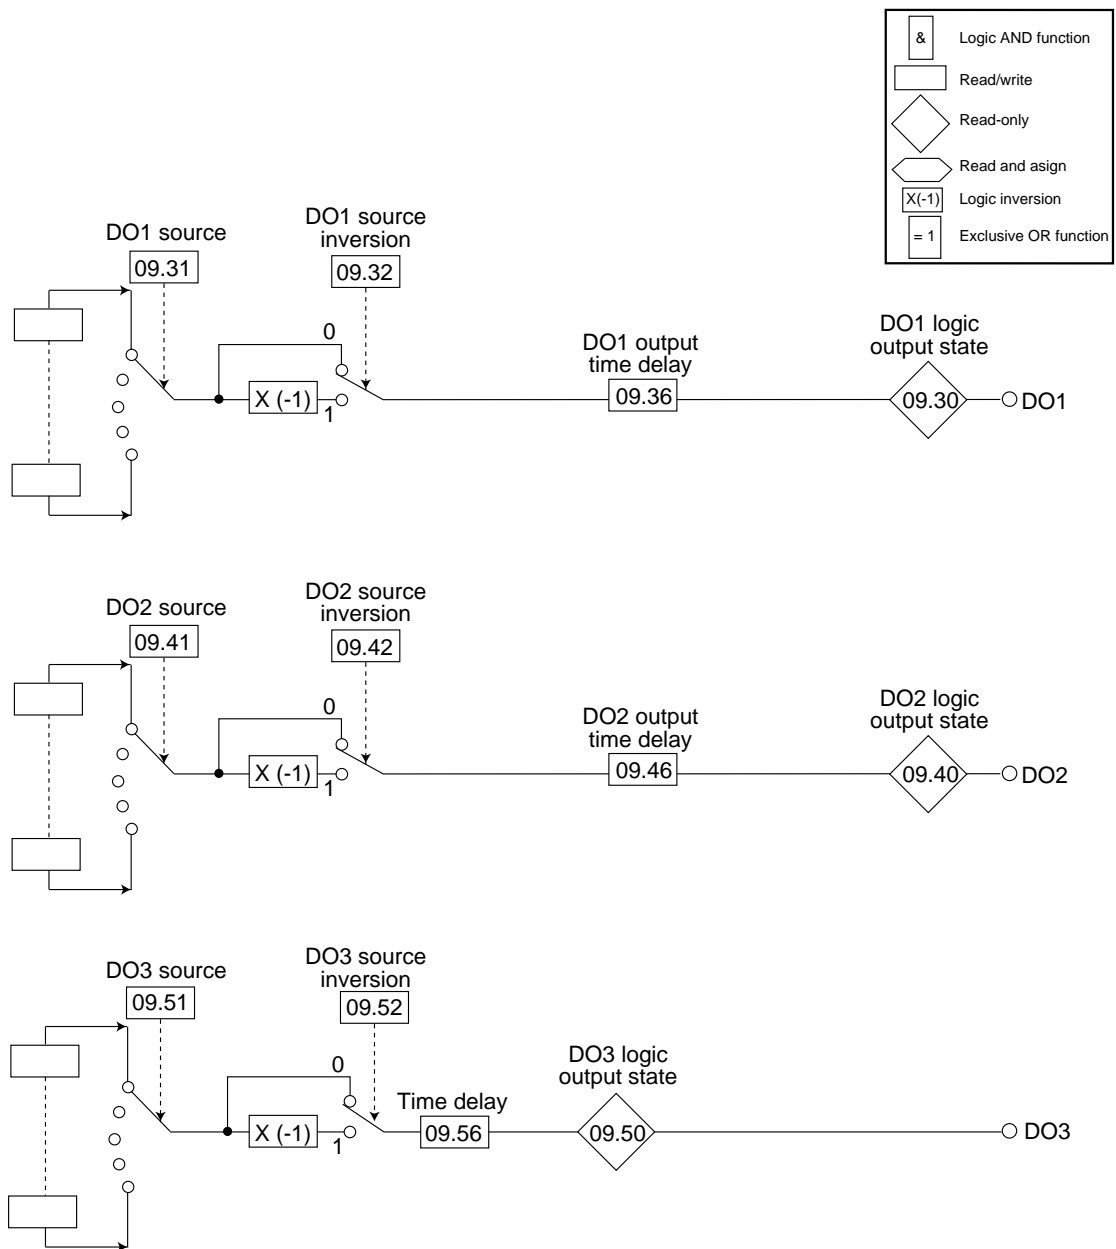 &
Logic AND function
Read/write
Read-only
Read and asign
X(-1)
Logic inversion
= 1
Exclusive OR function
DO1 source
09.31
DO1 source
inversion
09.32
0
X (-1)
1
DO1 output
time delay
09.36
DO1 logic
output state
09.30
DO1
DO2 source
09.41
DO2 source
inversion
09.42
0
X (-1)
1
DO2 output
time delay
09.46
DO2 logic
output state
09.40
DO2
DO3 source
09.51
DO3 source
inversion
09.52
0
X (-1)
1
Time delay
09.56
DO3 logic
output state
09.50
DO3